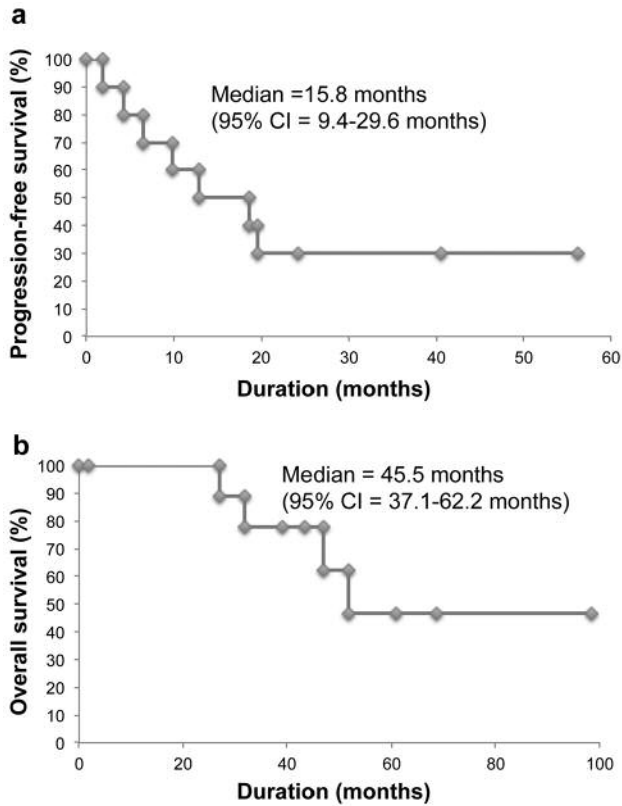 a
Progression-free survival (%)
100
90
80
70
60
50
40
30
20
10
0
Median =15.8 months
(95% CI = 9.4-29.6 months)
0 10 20 30 40 50 60
Duration (months)
b
Overall survival (%)
100
90
80
70
60
50
40
30
20
10
0
Median = 45.5 months
(95% CI = 37.1-62.2 months)
0 20 40 60 80 100
Duration (months)